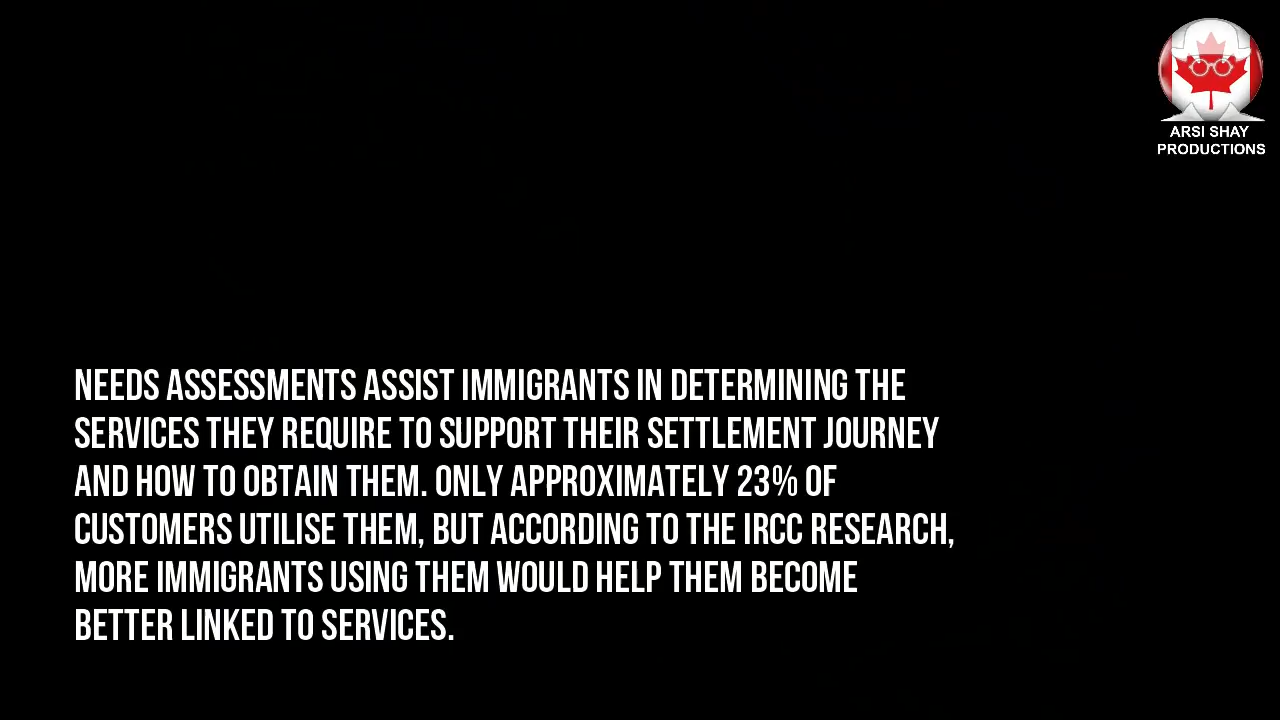 ARSI SHAY
PRODUCTIONS
NEEDS ASSESSMENTS ASSIST IMMIGRANTS IN DETERMINING THE
SERVICES THEY REQUIRE TO SUPPORT THEIR SETTLEMENT JOURNEY
AND HOW TO OBTAIN THEM. ONLY APPROXIMATELY 23% OF
CUSTOMERS UTILISE THEM, BUT ACCORDING TO THE IRCC RESEARCH,
MORE IMMIGRANTS USING THEM WOULD HELP THEM BECOME
BETTER LINKED TO SERVICES.